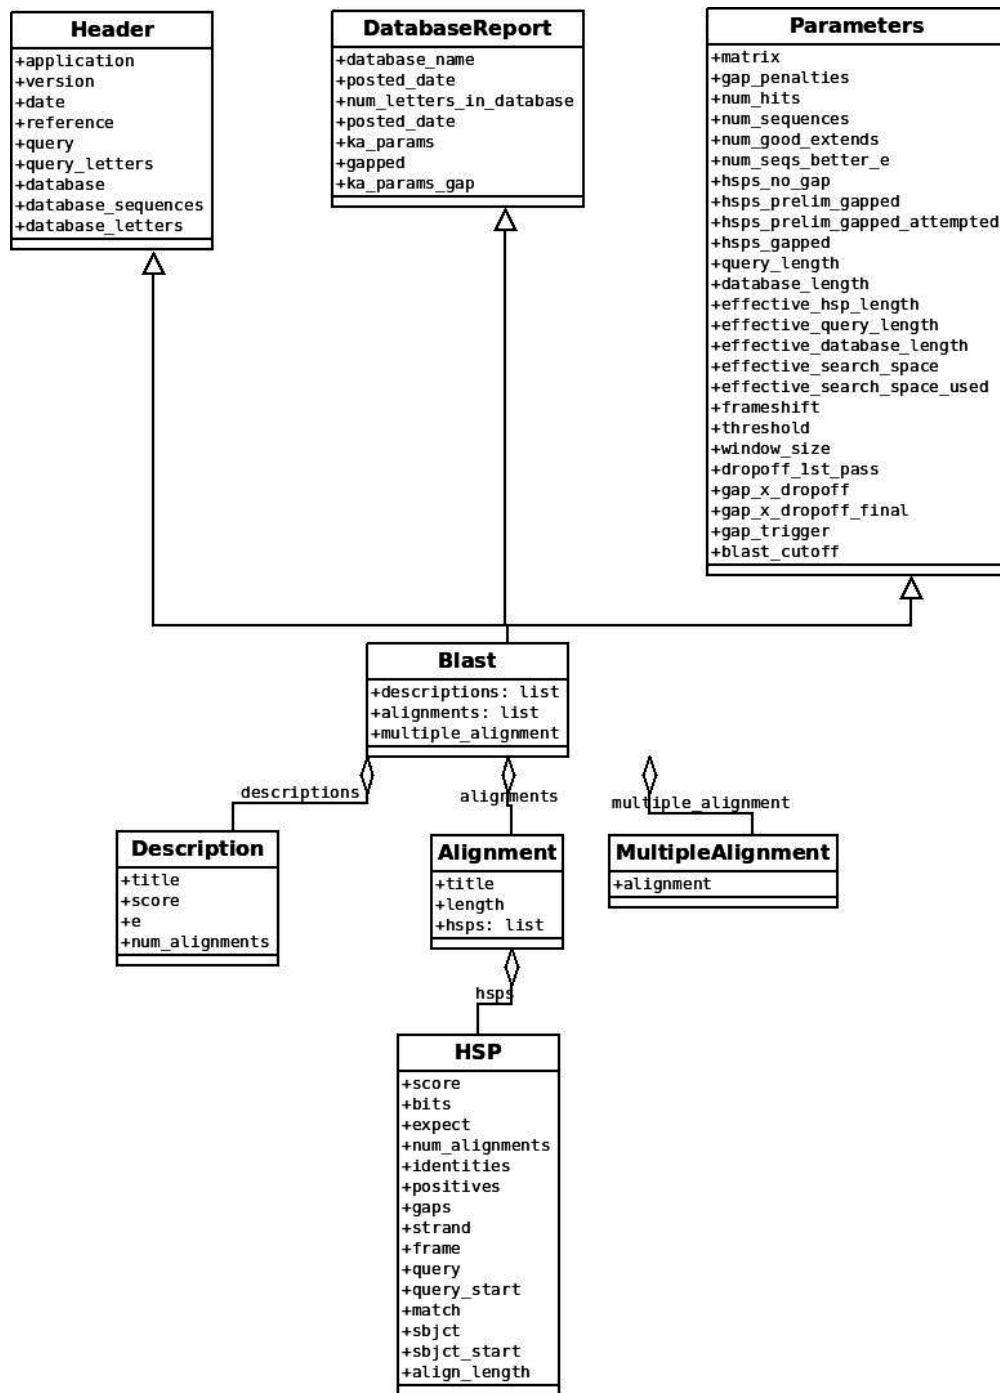 Header
+application
+version
+date
+reference
+query
+query_letters
+database
+database_sequences
+database_letters
DatabaseReport
+database_name
+posted_date
+num_letters_in_database
+posted_date
+ka_params
+gapped
+ka_params_gap
Parameters
+matrix
+gap_penalties
+num_hits
+num_sequences
+num_good_extends
+num_seqs_better_e
+hsps_no_gap
+hsps_prelim_gapped
+hsps_prelim_gapped_attempted
+hsps_gapped
+query_length
+database_length
+effective_hsp_length
+effective_query_length
+effective_database_length
+effective_search_space
+effective_search_space_used
+frameshift
+threshold
+window_size
+dropoff_1st_pass
+gap_x_dropoff
+gap_x_dropoff_final
+gap_trigger
+blast_cutoff
Blast
+descriptions: list
+alignments: list
+multiple_alignment
descriptions
alignments
multiple_alignment
Description
+title
+score
+e
+num_alignments
Alignment
+title
+length
+hsps: list
MultipleAlignment
+alignment
hsps
HSP
+score
+bits
+expect
+num_alignments
+identities
+positives
+gaps
+strand
+frame
+query
+query_start
+match
+sbjct
+sbjct_start
+align_length